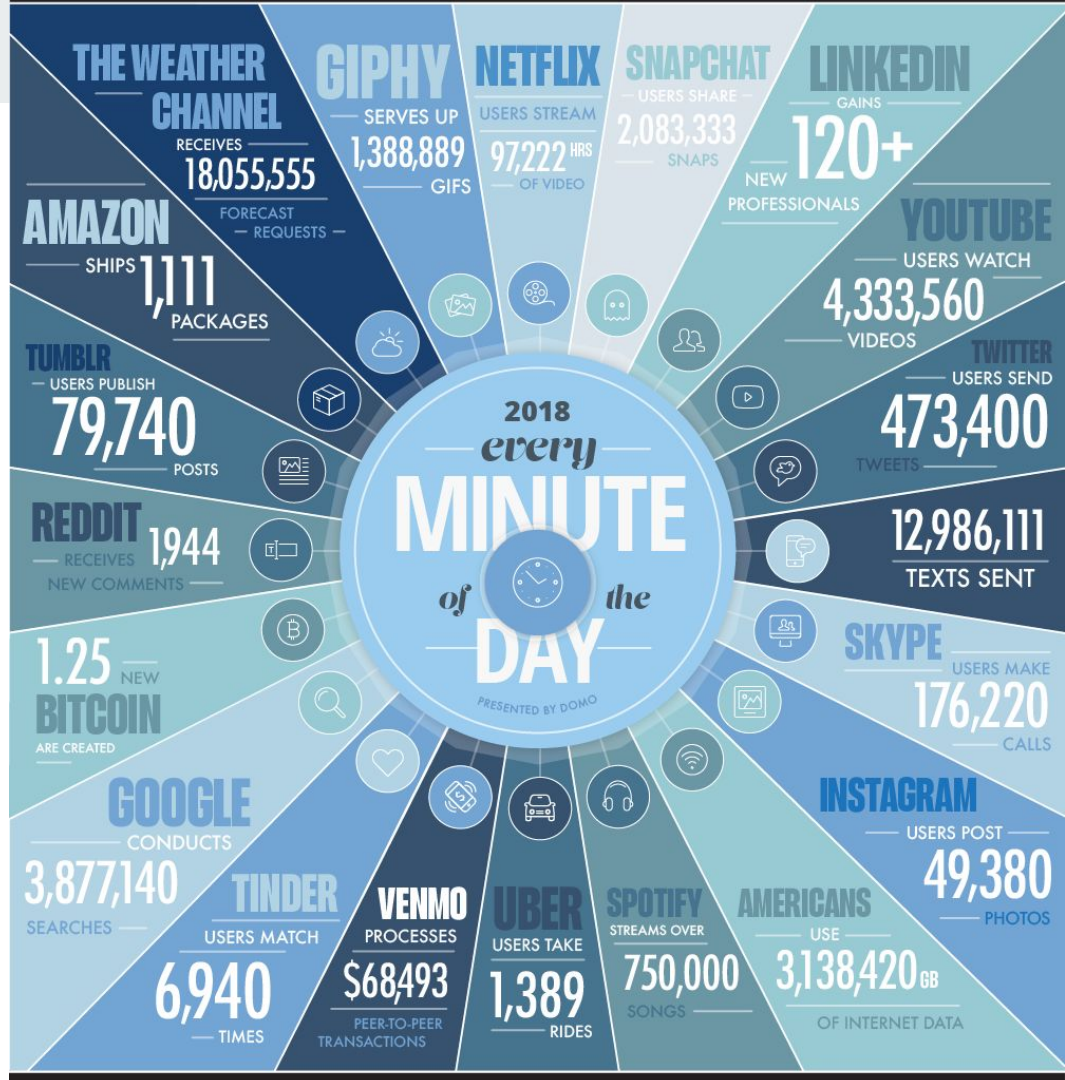 THE WEATHER
CHANNEL
RECEIVES
18,055,555
FORECAST
REQUESTS
GIPHY
SERVES UP
1,388,889
GIFS
NETFLIX
USERS STREAM
97,222 HRS
OF VIDEO
SNAPCHAT
USERS SHARE
2,083,333
SNAPS
LINKEDIN
GAINS
120+
NEW
PROFESSIONALS
YOUTUBE
USERS WATCH
4,333,560
VIDEOS
TWITTER
USERS SEND
473,400
TWEETS
12,986,111
TEXTS SENT
SKYPE
USERS MAKE
176,220
CALLS
INSTAGRAM
USERS POST
49,380
PHOTOS
AMERICANS
USE
3,138,420 GB
OF INTERNET DATA
SPOTIFY
STREAMS OVER
750,000
SONGS
UBER
USERS TAKE
1,389
RIDES
VENMO
PROCESSES
$68,493
PEER-TO-PEER
TRANSACTIONS
TINDER
USERS MATCH
6,940
TIMES
GOOGLE
CONDUCTS
3,877,140
SEARCHES
1.25 NEW
BITCOIN
ARE CREATED
REDDIT
RECEIVES 1,944
NEW COMMENTS
TUMBLR
USERS PUBLISH
79,740
POSTS
AMAZON
SHIPS 1,111
PACKAGES
2018
every
MINUTE
of the
DAY
PRESENTED BY DOMO